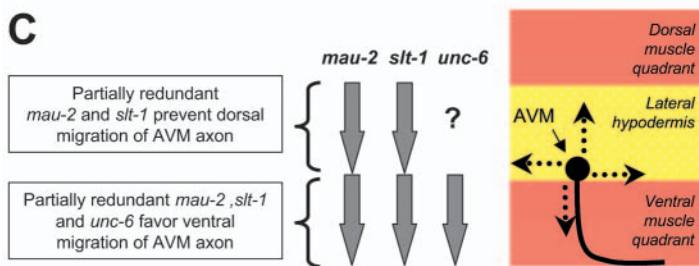 C
mau-2 slt-1 unc-6
Partially redundant
mau-2 and slt-1 prevent dorsal
migration of AVM axon
?
Partially redundant mau-2 ,slt-1
and unc-6 favor ventral
migration of AVM axon
Dorsal
muscle
quadrant
Lateral
hypodermis
AVM
Ventral
muscle
quadrant